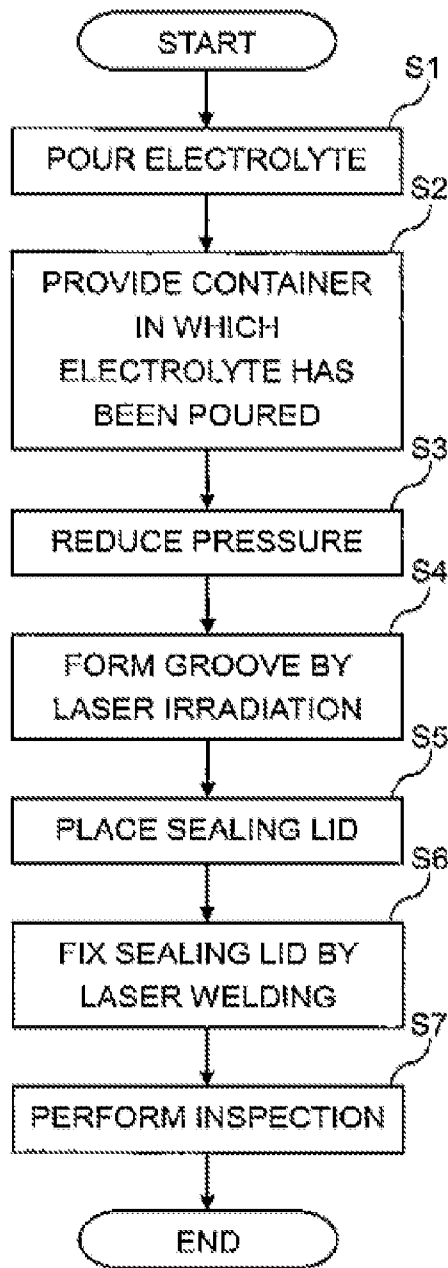 START
S1
POUR ELECTROLYTE
S2
PROVIDE CONTAINER
IN WHICH
ELECTROLYTE HAS
BEEN POURED
S3
REDUCE PRESSURE
S4
FORM GROOVE BY
LASER IRRADIATION
S5
PLACE SEALING LID
S6
FIX SEALING LID BY
LASER WELDING
S7
PERFORM INSPECTION
END